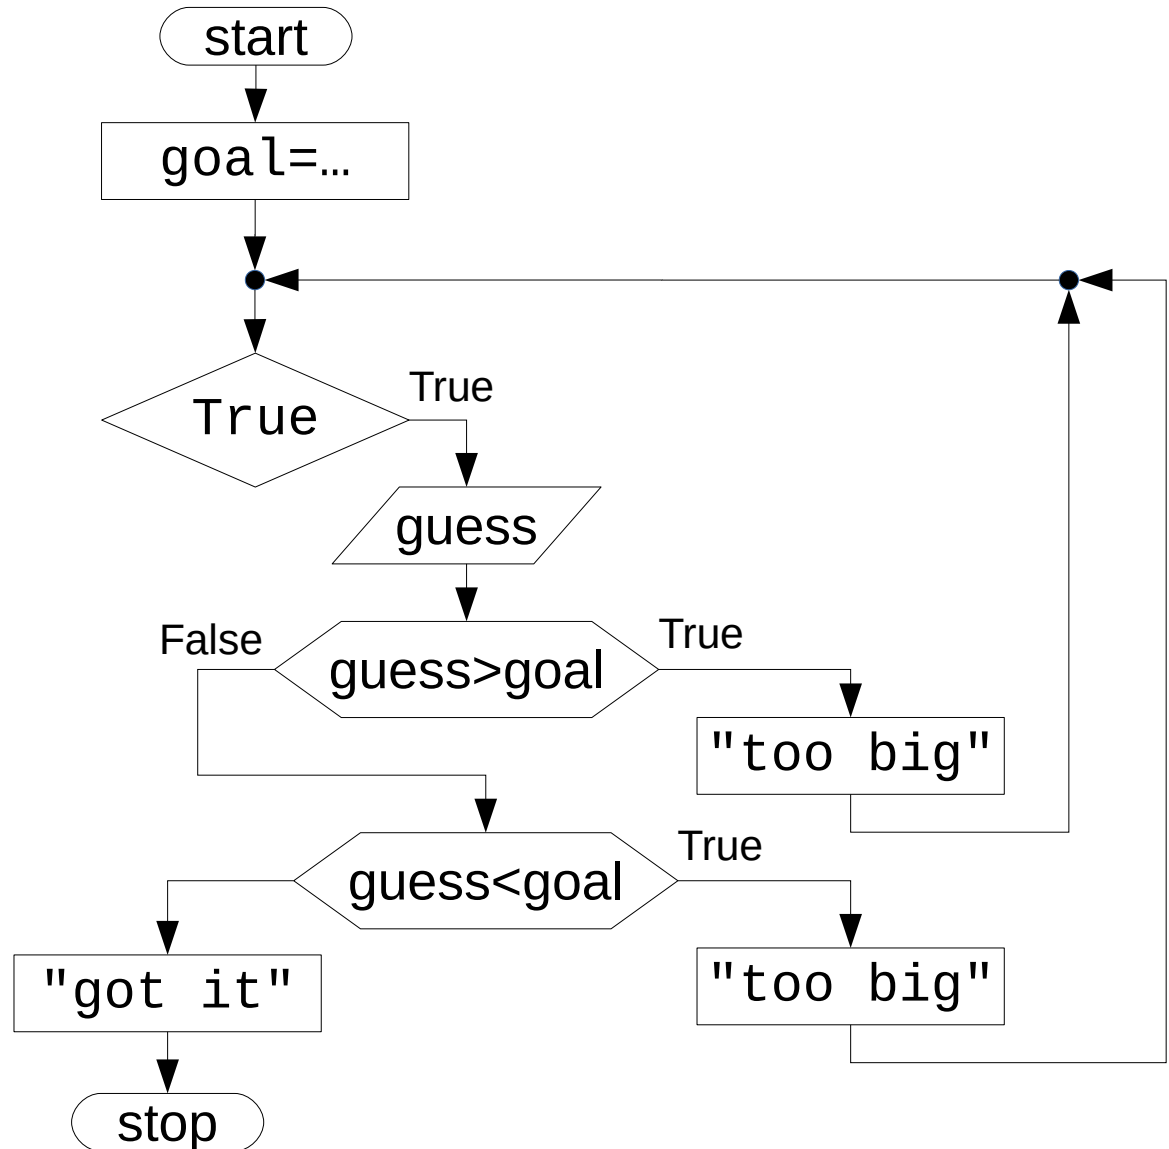 start
goal=…
True
True
guess
False
True
guess>goal
"too big"
True
guess<goal
"got it"
"too big"
stop